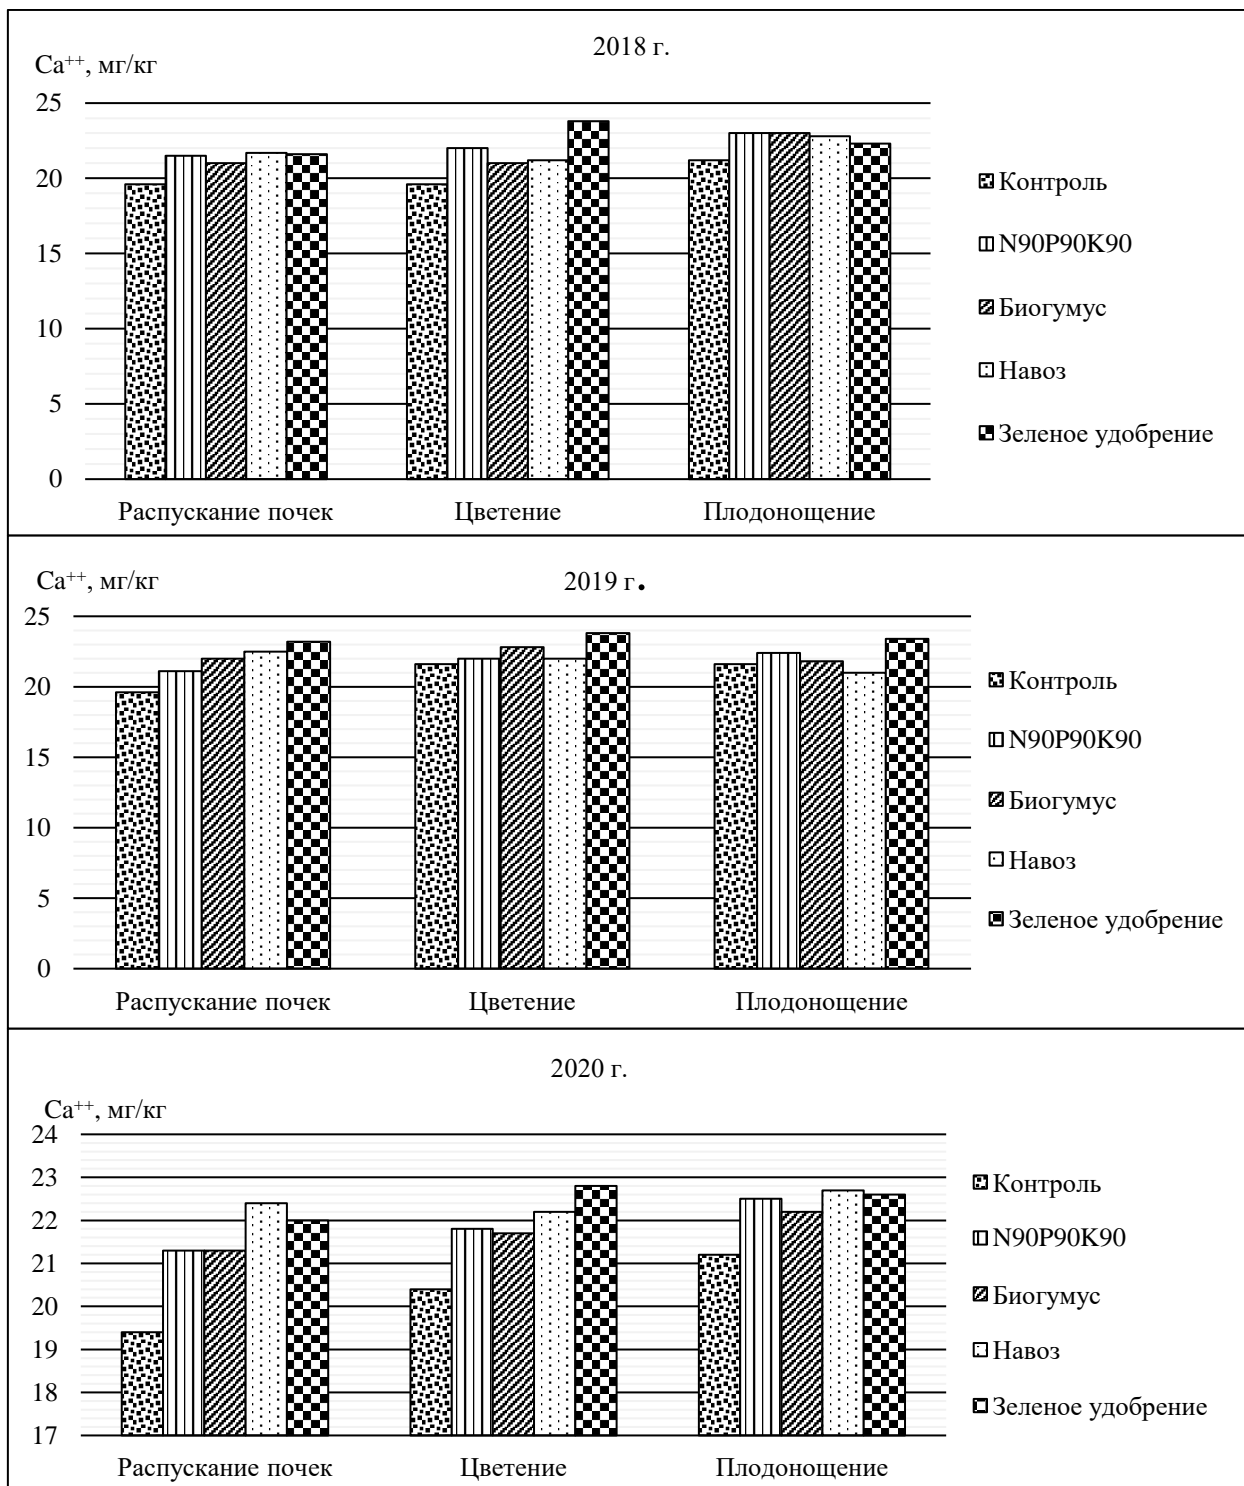 2018 г.
Ca⁺⁺, мг/кг
25
20
15
10
5
0
Распускание почек Цветение Плодонощение
Контроль
N90P90K90
Биогумус
Навоз
Зеленое удобрение
Ca⁺⁺, мг/кг 2019 г.
25
20
15
10
5
0
Распускание почек Цветение Плодонощение
Контроль
N90P90K90
Биогумус
Навоз
Зеленое удобрение
2020 г.
Ca⁺⁺, мг/кг
24
23
22
21
20
19
18
17
Распускание почек Цветение Плодонощение
Контроль
N90P90K90
Биогумус
Навоз
Зеленое удобрение